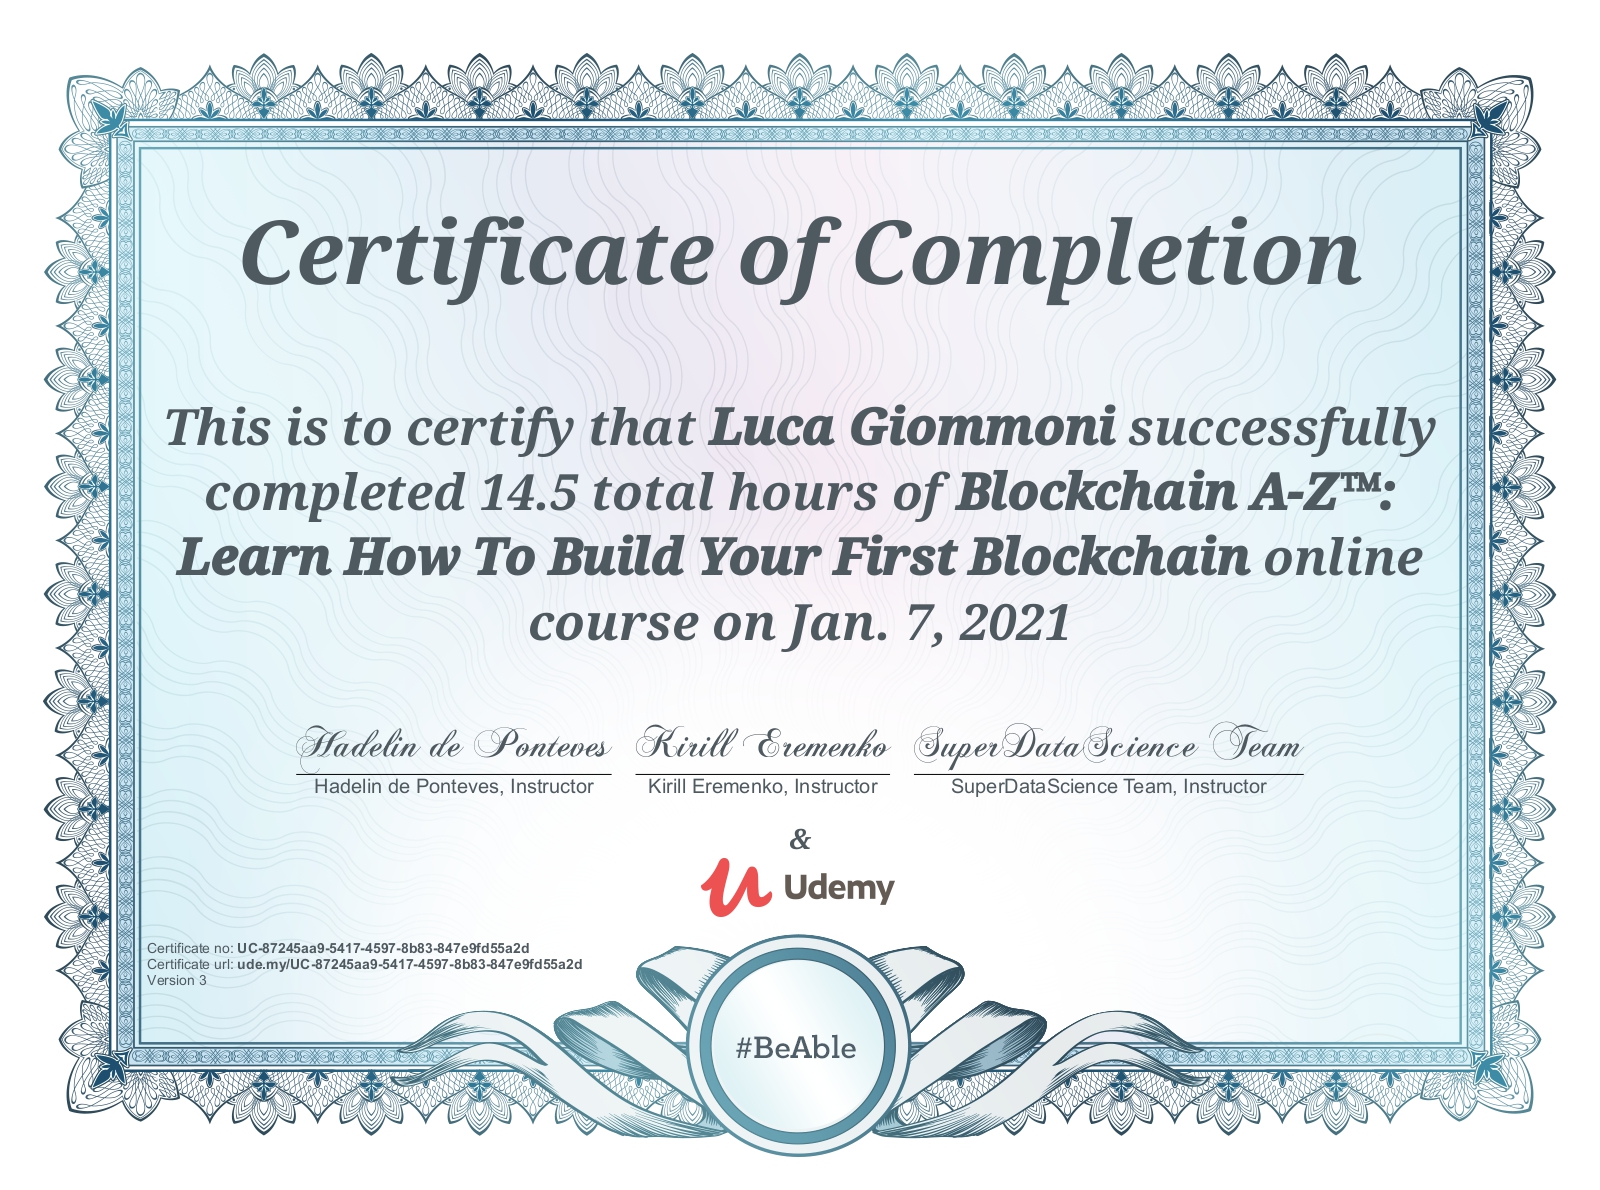 Certificate of Completion
This is to certify that Luca Giommoni successfully
completed 14.5 total hours of Blockchain A-Z™:
Learn How To Build Your First Blockchain online
course on Jan. 7, 2021
Hadelin de Ponteves Kirill Eremenko SuperDataScience Team
Hadelin de Ponteves, Instructor Kirill Eremenko, Instructor SuperDataScience Team, Instructor
&
Udemy
Certificate no: UC-87245aa9-5417-4597-8b83-847e9fd55a2d
Certificate url: ude.my/UC-87245aa9-5417-4597-8b83-847e9fd55a2d
Version 3
#BeAble